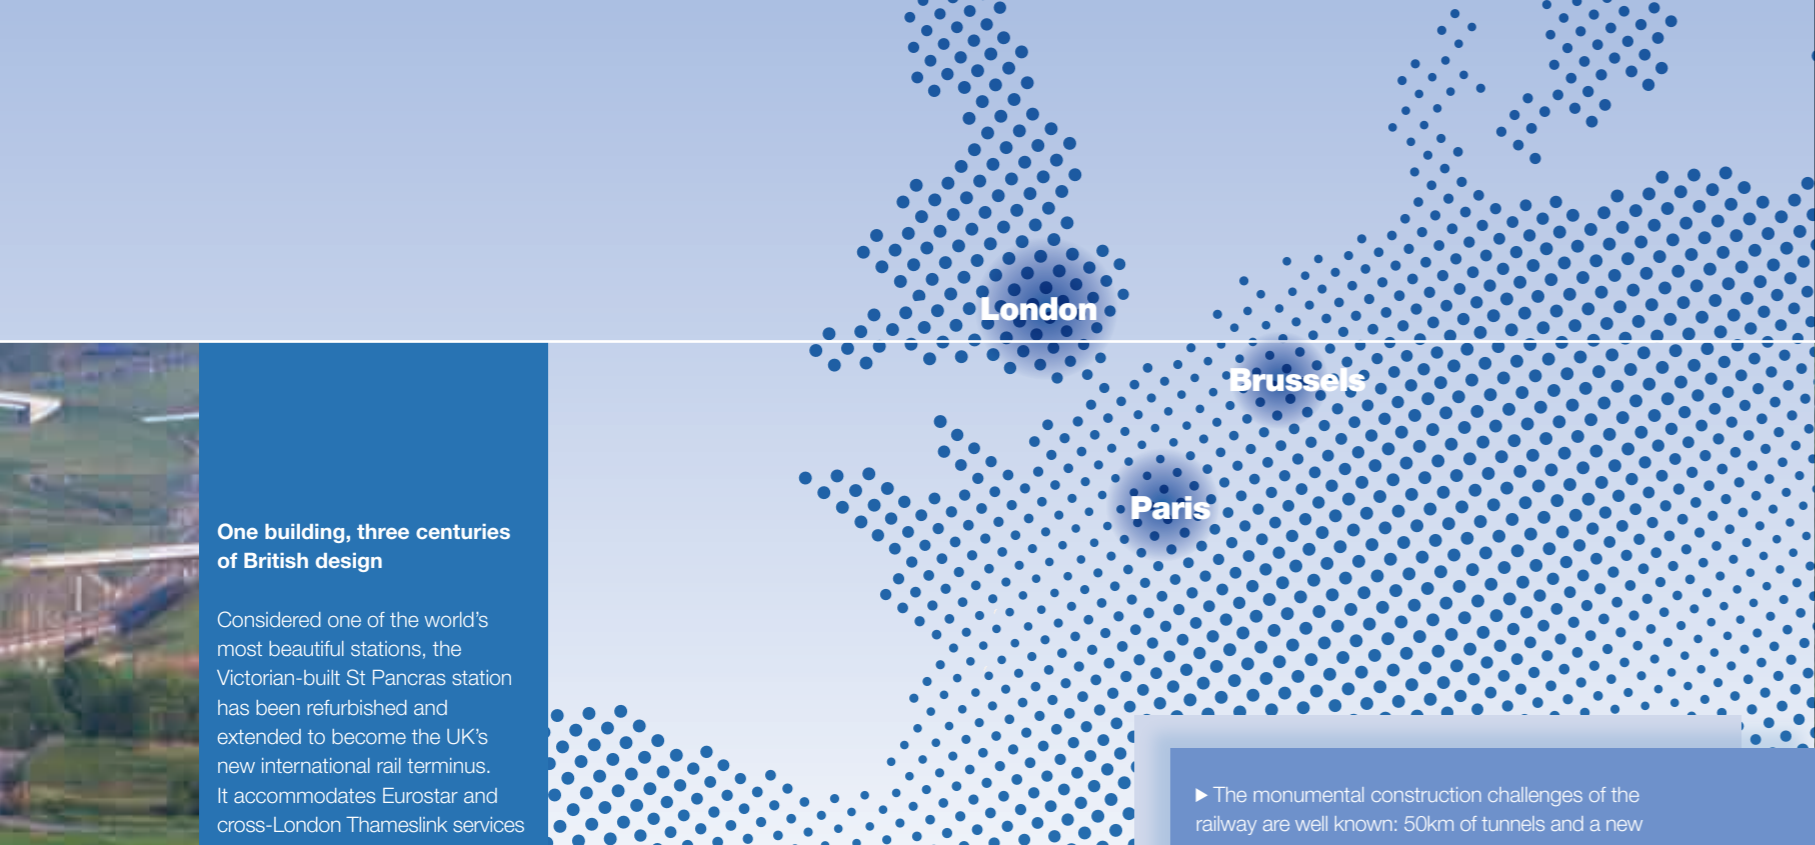 London
Brussels
Paris
One building, three centuries
of British design
Considered one of the world's
most beautiful stations, the
Victorian-built St Pancras station
has been refurbished and
extended to become the UK's
new international rail terminus.
It accommodates Eurostar and
cross-London Thameslink services
▶ The monumental construction challenges of the
railway are well known: 50km of tunnels and a new